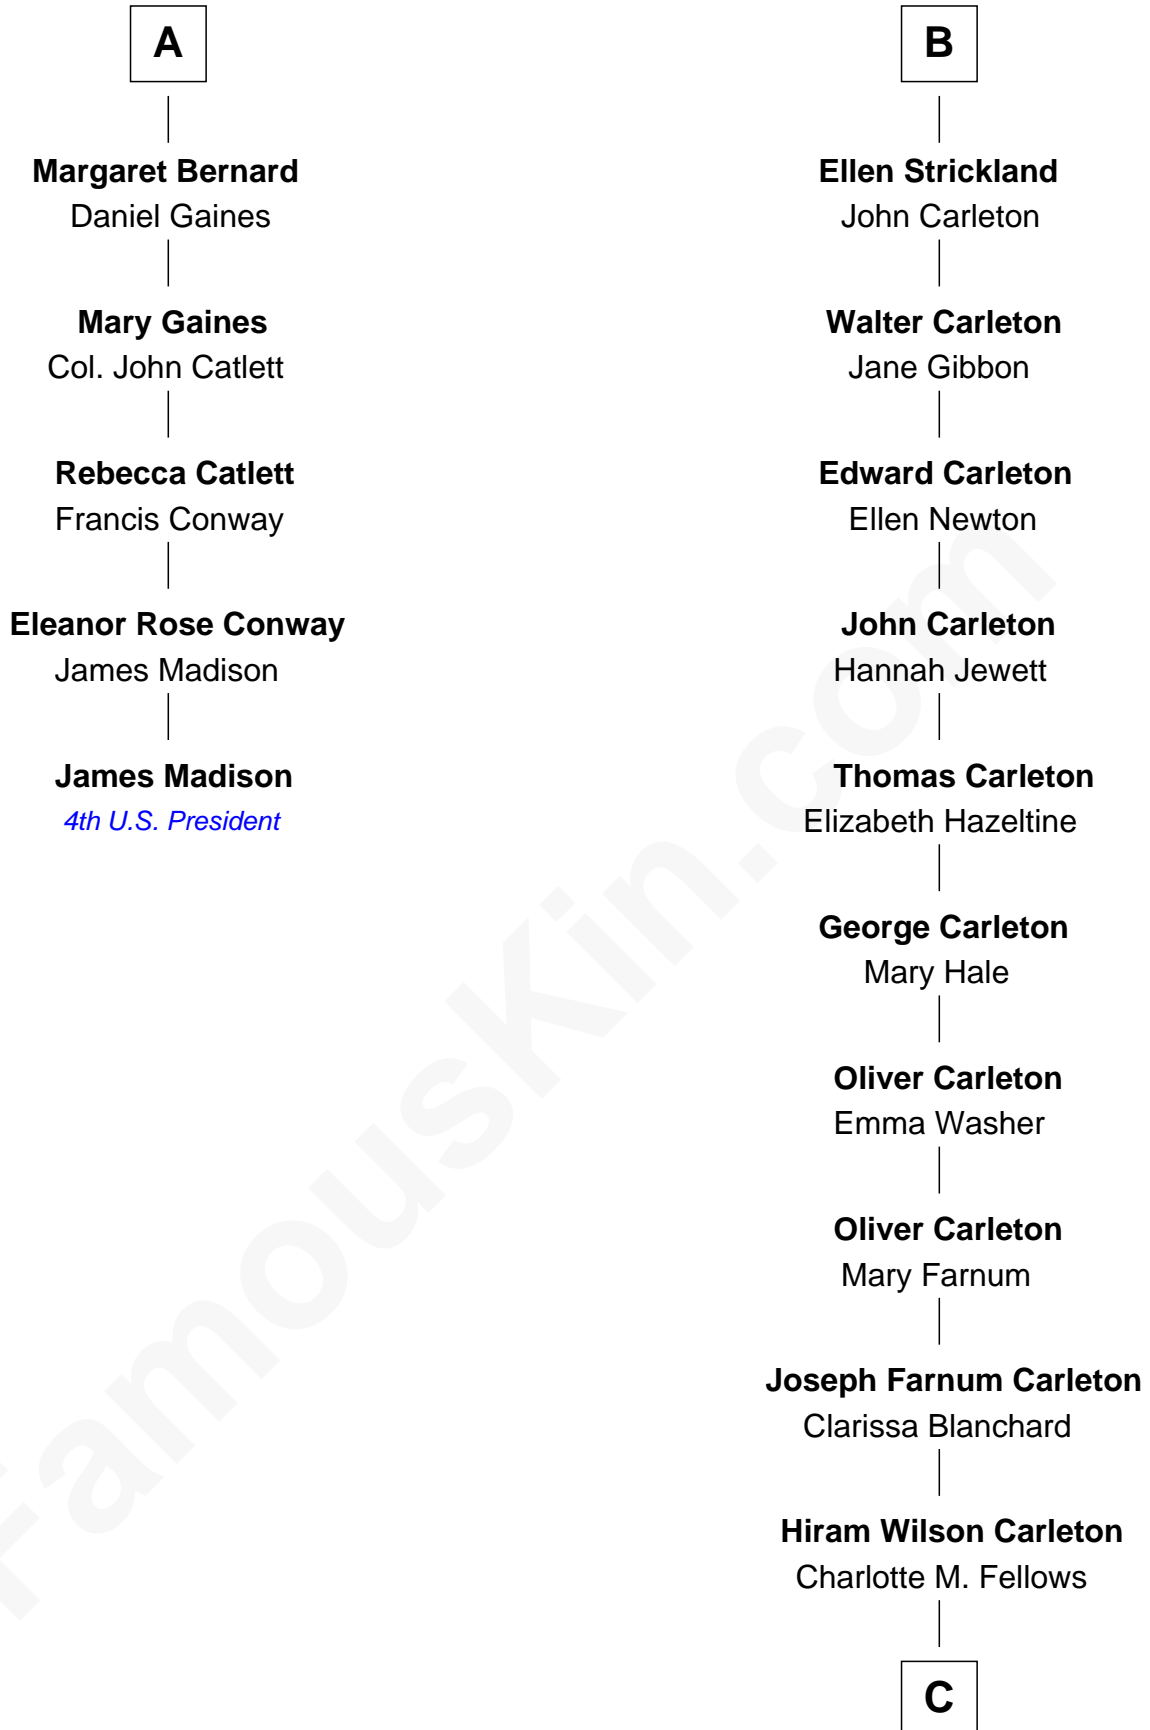 A
Margaret Bernard
Daniel Gaines
Mary Gaines
Col. John Catlett
Rebecca Catlett
Francis Conway
Eleanor Rose Conway
James Madison
James Madison
4th U.S. President
B
Ellen Strickland
John Carleton
Walter Carleton
Jane Gibbon
Edward Carleton
Ellen Newton
John Carleton
Hannah Jewett
Thomas Carleton
Elizabeth Hazeltine
George Carleton
Mary Hale
Oliver Carleton
Emma Washer
Oliver Carleton
Mary Farnum
Joseph Farnum Carleton
Clarissa Blanchard
Hiram Wilson Carleton
Charlotte M. Fellows
C
FamousKin.com